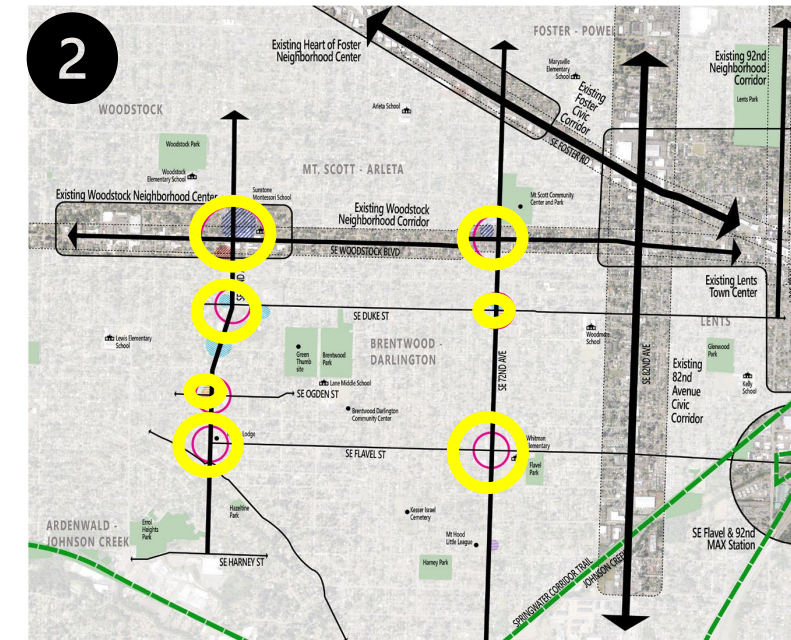 2
WOODSTOCK
Woodstock Park
Woodstock
Elementary School
Existing Woodstock Neighborhood Center
Sunstone
Montessori School
Existing Heart of Foster
Neighborhood Center
Arleta School
MT. SCOTT - ARLETA
Existing Woodstock
Neighborhood Corridor
SE WOODSTOCK BLVD
FOSTER - POWELL
Marysville
Elementary
School
Existing
Foster
Civic
Corridor
SE FOSTER RD
Existing 92nd
Neighborhood
Corridor
Lents Park
Mt Scott Community
Center and Park
Existing Lents
Town Center
SE DUKE ST
LENTS
Lewis Elementary
School
Green
Thumb
site
Brentwood
Park
BRENTWOOD -
DARLINGTON
Lane Middle School
SE OGDEN ST
Brentwood Darlington
Community Center
SE 72ND AVE
Woodmere
School
SE 82ND AVE
Existing
82nd
Avenue
Civic
Corridor
Glenwood
Park
Kelly
School
Lodge
SE FLAVEL ST
Whitman
Elementary
Flavel
Park
ARDENWALD -
JOHNSON CREEK
Errol
Heights
Park
Hazeltine
Park
SE HARNEY ST
Kesser Israel
Cemetery
Mt Hood
Little League
Harney Park
SPRINGWATER CORRIDOR TRAIL
JOHNSON CREEK
SE Flavel & 92nd
MAX Station